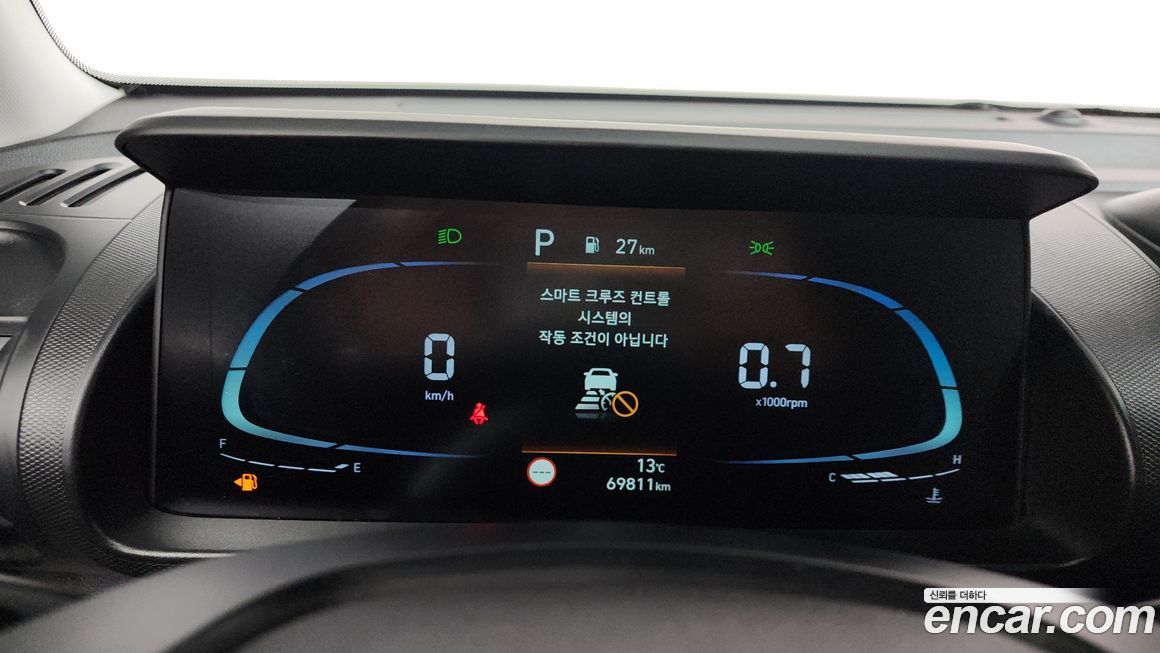 P 27km
스마트 크루즈 컨트롤
시스템의
작동 조건이 아닙니다
0
km/h
0.7
x1000rpm
F
E
---
13℃
69811km
C
H
신뢰를 더하다
encar.com